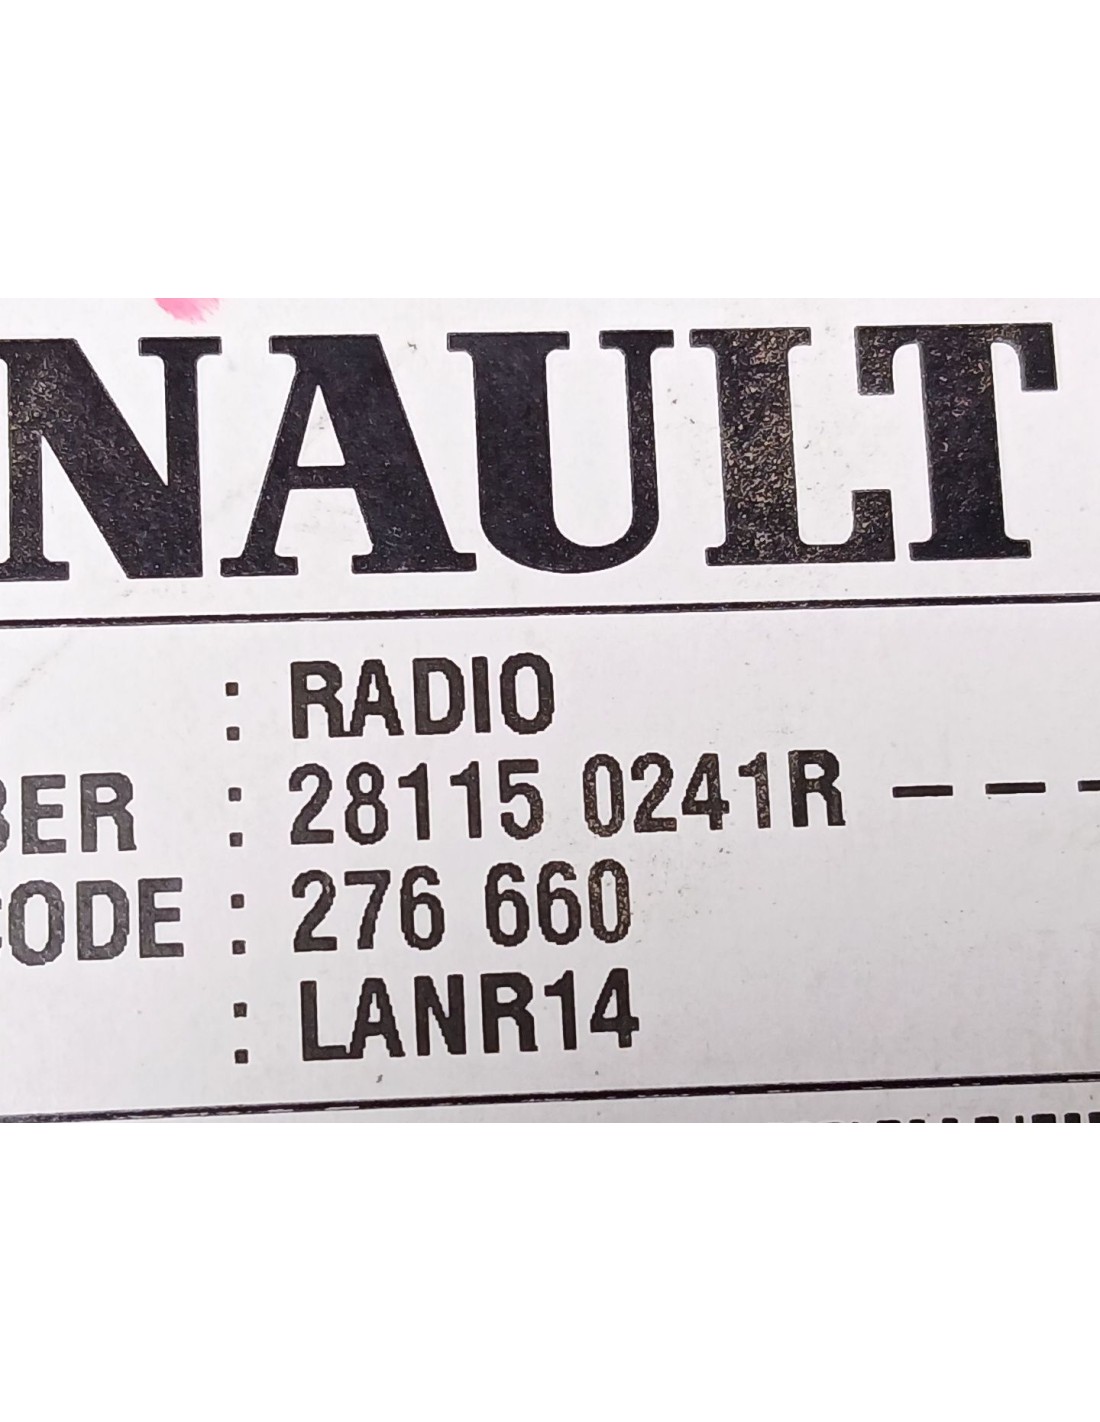 NAULT
: RADIO
BER : 28115 0241R - - -
CODE : 276 660
: LANR14